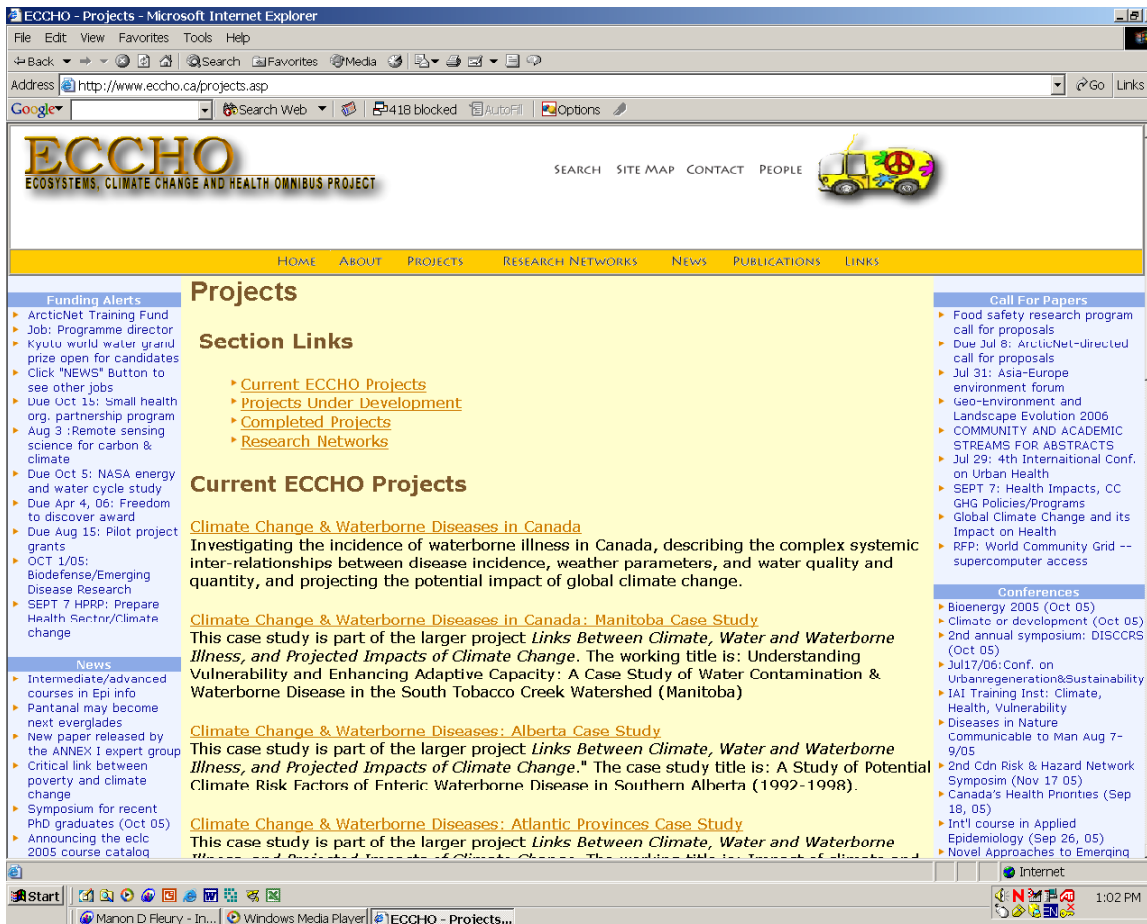 ECCHO - Projects - Microsoft Internet Explorer
File Edit View Favorites Tools Help
Back Search Favorites Media
Address http://www.eccho.ca/projects.asp Go Links
Google Search Web 418 blocked AutoFill Options
ECCHO
ECOSYSTEMS, CLIMATE CHANGE AND HEALTH OMNIBUS PROJECT
SEARCH SITE MAP CONTACT PEOPLE
HOME ABOUT PROJECTS RESEARCH NETWORKS NEWS PUBLICATIONS LINKS
Funding Alerts
ArcticNet Training Fund
Job: Programme director
Kyoto world water grand
prize open for candidates
Click "NEWS" Button to
see other jobs
Due Oct 15: Small health
org. partnership program
Aug 3 :Remote sensing
science for carbon &
climate
Due Oct 5: NASA energy
and water cycle study
Due Apr 4, 06: Freedom
to discover award
Due Aug 15: Pilot project
grants
OCT 1/05:
Biodefense/Emerging
Disease Research
SEPT 7 HPRP: Prepare
Health Sector/Climate
change
News
Intermediate/advanced
courses in Epi info
Pantanal may become
next everglades
New paper released by
the ANNEX I expert group
Critical link between
poverty and climate
change
Symposium for recent
PhD graduates (Oct 05)
Announcing the eclc
2005 course catalog
Projects
Section Links
Current ECCHO Projects
Projects Under Development
Completed Projects
Research Networks
Current ECCHO Projects
Climate Change & Waterborne Diseases in Canada
Investigating the incidence of waterborne illness in Canada, describing the complex systemic
inter-relationships between disease incidence, weather parameters, and water quality and
quantity, and projecting the potential impact of global climate change.
Climate Change & Waterborne Diseases in Canada: Manitoba Case Study
This case study is part of the larger project Links Between Climate, Water and Waterborne
Illness, and Projected Impacts of Climate Change. The working title is: Understanding
Vulnerability and Enhancing Adaptive Capacity: A Case Study of Water Contamination &
Waterborne Disease in the South Tobacco Creek Watershed (Manitoba)
Climate Change & Waterborne Diseases: Alberta Case Study
This case study is part of the larger project Links Between Climate, Water and Waterborne
Illness, and Projected Impacts of Climate Change." The case study title is: A Study of Potential
Climate Risk Factors of Enteric Waterborne Disease in Southern Alberta (1992-1998).
Climate Change & Waterborne Diseases: Atlantic Provinces Case Study
This case study is part of the larger project Links Between Climate, Water and Waterborne
Illness, and Projected Impacts of Climate Change. The working title is: Impact of climate and
Call For Papers
Food safety research program
call for proposals
Due Jul 8: ArcticNet-directed
call for proposals
Jul 31: Asia-Europe
environment forum
Geo-Environment and
Landscape Evolution 2006
COMMUNITY AND ACADEMIC
STREAMS FOR ABSTRACTS
Jul 29: 4th Internaitional Conf.
on Urban Health
SEPT 7: Health Impacts, CC
GHG Policies/Programs
Global Climate Change and its
Impact on Health
RFP: World Community Grid --
supercomputer access
Conferences
Bioenergy 2005 (Oct 05)
Climate or development (Oct 05)
2nd annual symposium: DISCCRS
(Oct 05)
Jul17/06:Conf. on
Urbanregeneration&Sustainability
IAI Training Inst: Climate,
Health, Vulnerability
Diseases in Nature
Communicable to Man Aug 7-
9/05
2nd Cdn Risk & Hazard Network
Symposim (Nov 17 05)
Canada's Health Priorities (Sep
18, 05)
Int'l course in Applied
Epidemiology (Sep 26, 05)
Novel Approaches to Emerging
Internet
Start EN 1:02 PM
Manon D Fleury - In... Windows Media Player ECCHO - Projects...